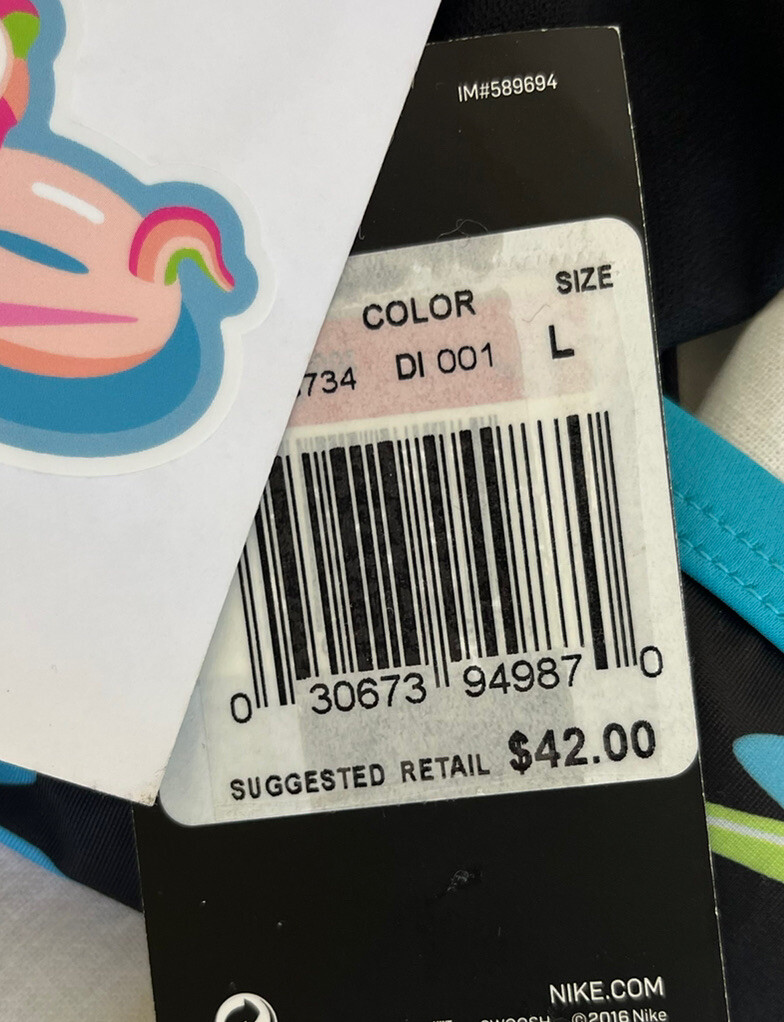 IM#589694
COLOR SIZE
734 DI 001 L
0 30673 94987 0
SUGGESTED RETAIL $42.00
NIKE.COM
SWOOSH ©2016 Nike